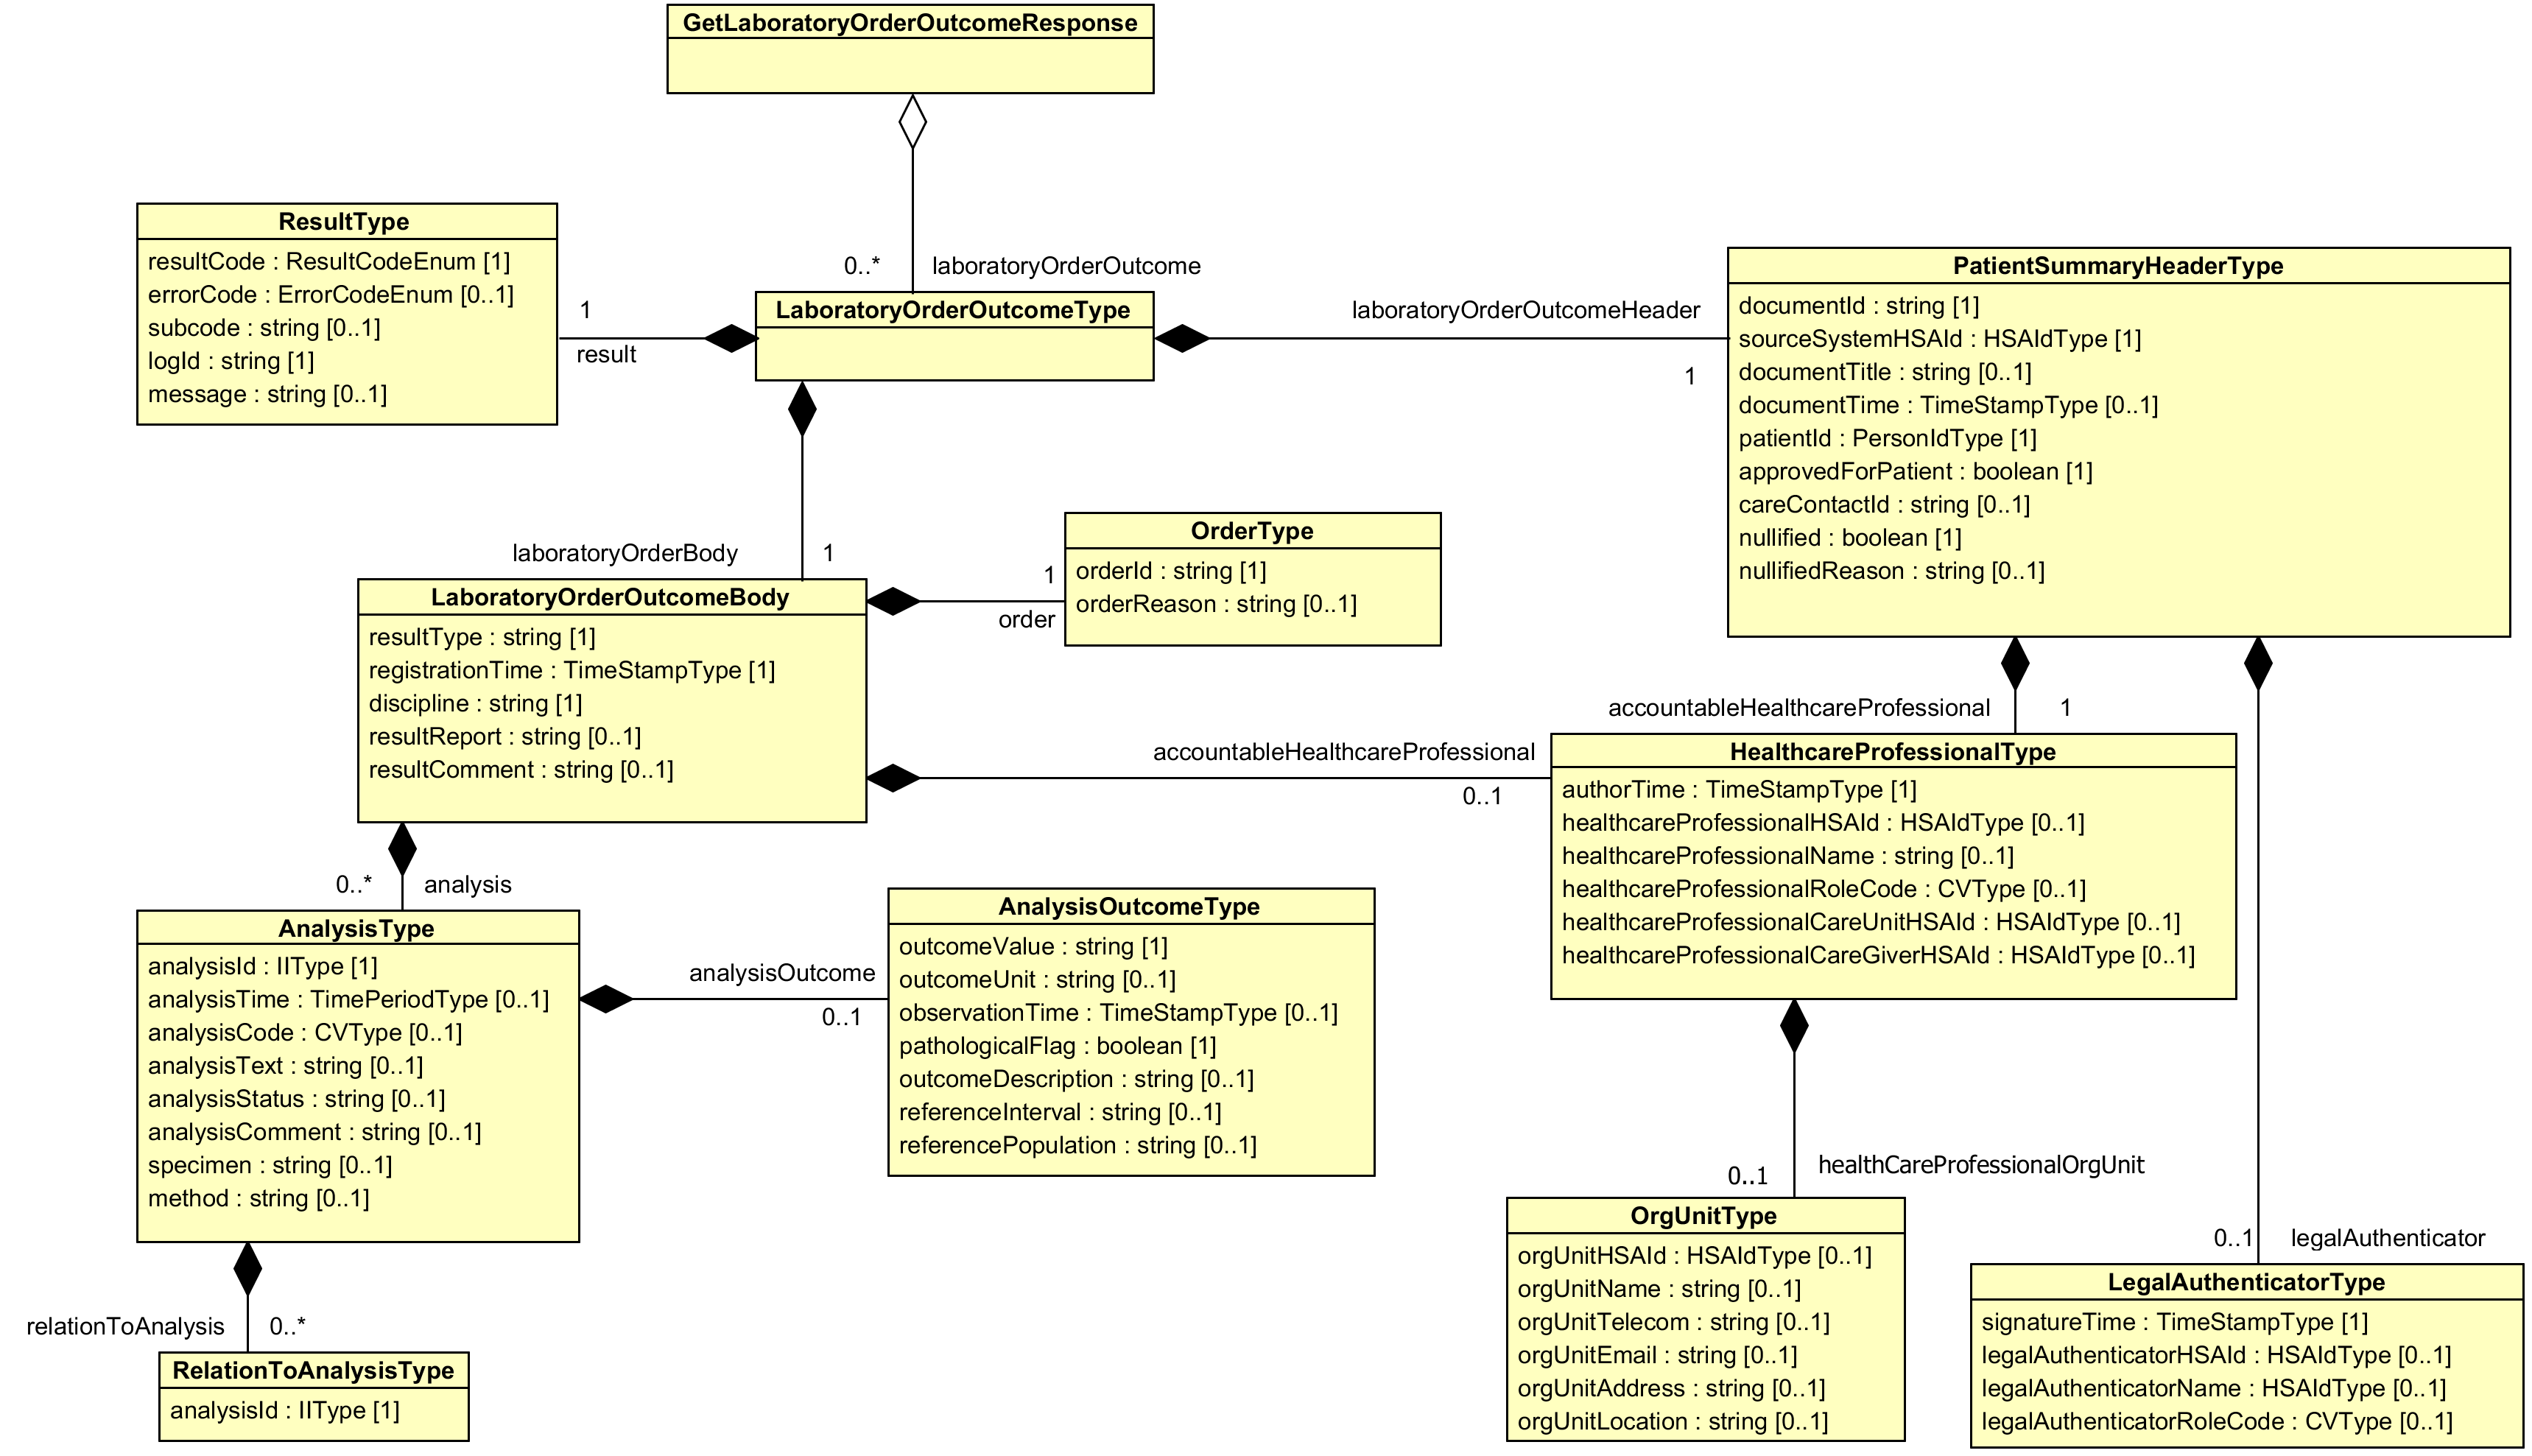 GetLaboratoryOrderOutcomeResponse
0..*
laboratoryOrderOutcome
ResultType
resultCode : ResultCodeEnum [1]
errorCode : ErrorCodeEnum [0..1]
subcode : string [0..1]
logId : string [1]
message : string [0..1]
1
result
LaboratoryOrderOutcomeType
laboratoryOrderOutcomeHeader
1
PatientSummaryHeaderType
documentId : string [1]
sourceSystemHSAId : HSAIdType [1]
documentTitle : string [0..1]
documentTime : TimeStampType [0..1]
patientId : PersonIdType [1]
approvedForPatient : boolean [1]
careContactId : string [0..1]
nullified : boolean [1]
nullifiedReason : string [0..1]
laboratoryOrderBody
1
LaboratoryOrderOutcomeBody
resultType : string [1]
registrationTime : TimeStampType [1]
discipline : string [1]
resultReport : string [0..1]
resultComment : string [0..1]
1
order
OrderType
orderId : string [1]
orderReason : string [0..1]
accountableHealthcareProfessional
1
accountableHealthcareProfessional
0..1
HealthcareProfessionalType
authorTime : TimeStampType [1]
healthcareProfessionalHSAId : HSAIdType [0..1]
healthcareProfessionalName : string [0..1]
healthcareProfessionalRoleCode : CVType [0..1]
healthcareProfessionalCareUnitHSAId : HSAIdType [0..1]
healthcareProfessionalCareGiverHSAId : HSAIdType [0..1]
0..*
analysis
AnalysisType
analysisId : IIType [1]
analysisTime : TimePeriodType [0..1]
analysisCode : CVType [0..1]
analysisText : string [0..1]
analysisStatus : string [0..1]
analysisComment : string [0..1]
specimen : string [0..1]
method : string [0..1]
analysisOutcome
0..1
AnalysisOutcomeType
outcomeValue : string [1]
outcomeUnit : string [0..1]
observationTime : TimeStampType [0..1]
pathologicalFlag : boolean [1]
outcomeDescription : string [0..1]
referenceInterval : string [0..1]
referencePopulation : string [0..1]
0..1
healthCareProfessionalOrgUnit
OrgUnitType
orgUnitHSAId : HSAIdType [0..1]
orgUnitName : string [0..1]
orgUnitTelecom : string [0..1]
orgUnitEmail : string [0..1]
orgUnitAddress : string [0..1]
orgUnitLocation : string [0..1]
0..1
legalAuthenticator
LegalAuthenticatorType
signatureTime : TimeStampType [1]
legalAuthenticatorHSAId : HSAIdType [0..1]
legalAuthenticatorName : HSAIdType [0..1]
legalAuthenticatorRoleCode : CVType [0..1]
relationToAnalysis
0..*
RelationToAnalysisType
analysisId : IIType [1]